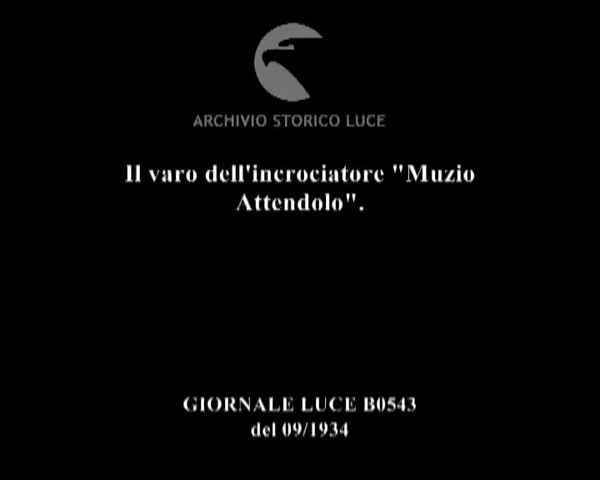 ARCHIVIO STORICO LUCE
Il varo dell'incrociatore "Muzio
Attendolo".
GIORNALE LUCE B0543
del 09/1934